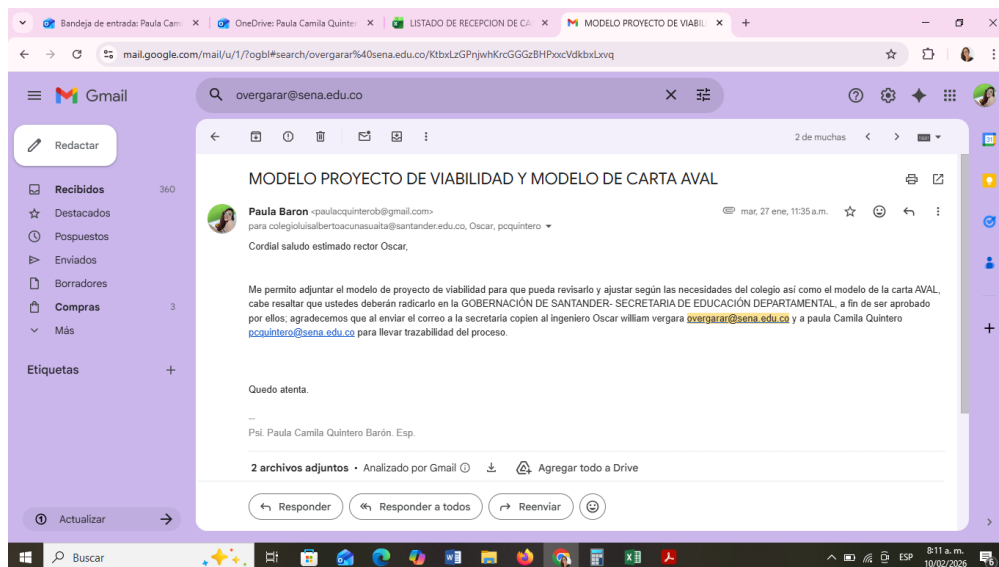 Bandeja de entrada: Paula Cam
OneDrive: Paula Camila Quinter
LISTADO DE RECEPCION DE CA
MODELO PROYECTO DE VIABIL
mail.google.com/mail/u/1/?ogbl#search/overgarar%40sena.edu.co/KtbxLzGPnjwhKrcGGGzBHPxxcVdkbxLxvq
Gmail
overgarar@sena.edu.co
Redactar
2 de muchas
Recibidos 360
Destacados
Pospuestos
Enviados
Borradores
Compras 3
Más
Etiquetas
Actualizar
MODELO PROYECTO DE VIABILIDAD Y MODELO DE CARTA AVAL
Paula Baron <paulacquinterob@gmail.com>
mar, 27 ene, 11:35 a.m.
para colegioluisalbertoacunasuaita@santander.edu.co, Oscar, pcquintero
Cordial saludo estimado rector Oscar,
Me permito adjuntar el modelo de proyecto de viabilidad para que pueda revisarlo y ajustar según las necesidades del colegio así como el modelo de la carta AVAL,
cabe resaltar que ustedes deberán radicarlo en la GOBERNACIÓN DE SANTANDER- SECRETARIA DE EDUCACIÓN DEPARTAMENTAL, a fin de ser aprobado
por ellos; agradecemos que al enviar el correo a la secretaria copien al ingeniero Oscar william vergara overgarar@sena.edu.co y a paula Camila Quintero
pcquintero@sena.edu.co para llevar trazabilidad del proceso.
Quedo atenta.
--
Psi. Paula Camila Quintero Barón. Esp.
2 archivos adjuntos • Analizado por Gmail
Agregar todo a Drive
Responder
Responder a todos
Reenviar
31
Buscar
ESP
8:11 a. m.
10/02/2026